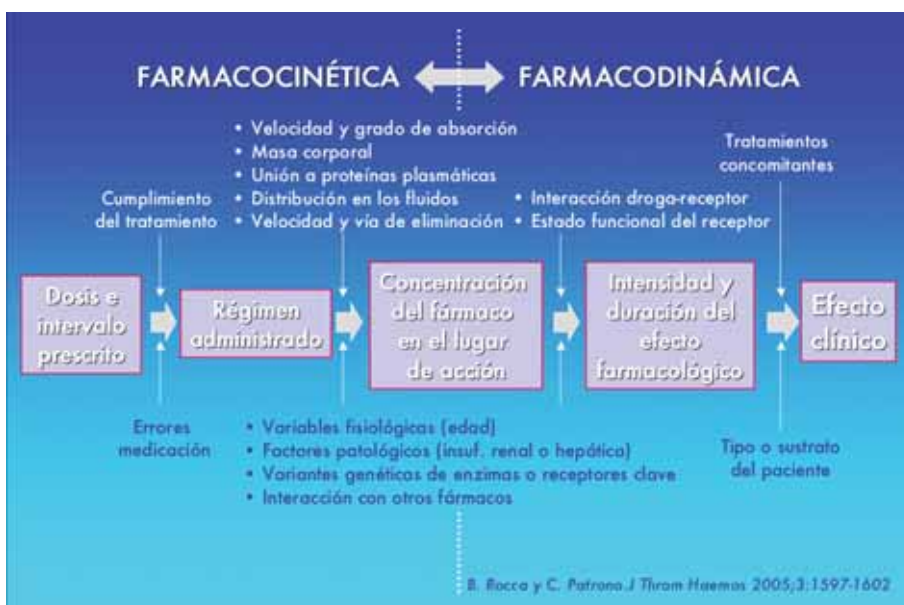 FARMACOCINÉTICA
FARMACODINÁMICA
• Velocidad y grado de absorción
• Masa corporal
• Unión a proteínas plasmáticas
• Distribución en los fluidos
• Velocidad y vía de eliminación
Cumplimiento
del tratamiento
• Interacción droga-receptor
• Estado funcional del receptor
Tratamientos
concomitantes
Dosis e
intervalo
prescrito
Régimen
administrado
Concentración
del fármaco
en el lugar
de acción
Intensidad y
duración del
efecto
farmacológico
Efecto
clínico
Errores
medicación
• Variables fisiológicas (edad)
• Factores patológicos (insuf. renal o hepática)
• Variantes genéticas de enzimas o receptores clave
• Interacción con otros fármacos
Tipo o sustrato
del paciente
B. Rocca y C. Patrono.J Throm Haemos 2005;3:1597-1602